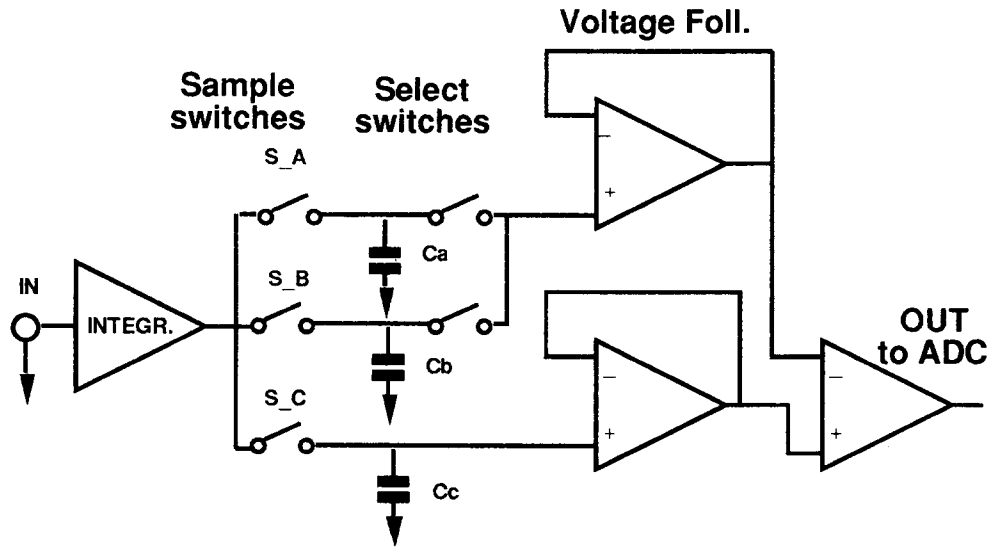 Voltage Foll.
Sample
switches
Select
switches
S_A
−
+
Ca
IN
S_B
INTEGR.
OUT
to ADC
Cb
−
−
S_C
+
+
Cc